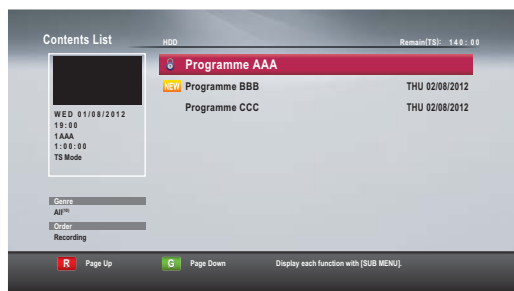 Contents List
HDD
Remain(TS): 140:00
Programme AAA
NEW Programme BBB THU 02/08/2012
Programme CCC THU 02/08/2012
WED 01/08/2012
19:00
1AAA
1:00:00
TS Mode
Genre
All[TS]
Order
Recording
R Page Up G Page Down Display each function with [SUB MENU].